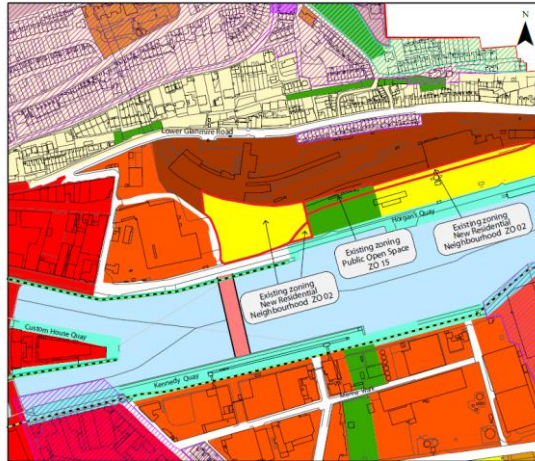 N
Lower Glanmire Road
Horgan's Quay
Existing zoning
New Residential
Neighbourhood ZO 02
Existing zoning
Public Open Space
ZO 15
Existing zoning
New Residential
Neighbourhood ZO 02
Custom House Quay
Kennedy Quay